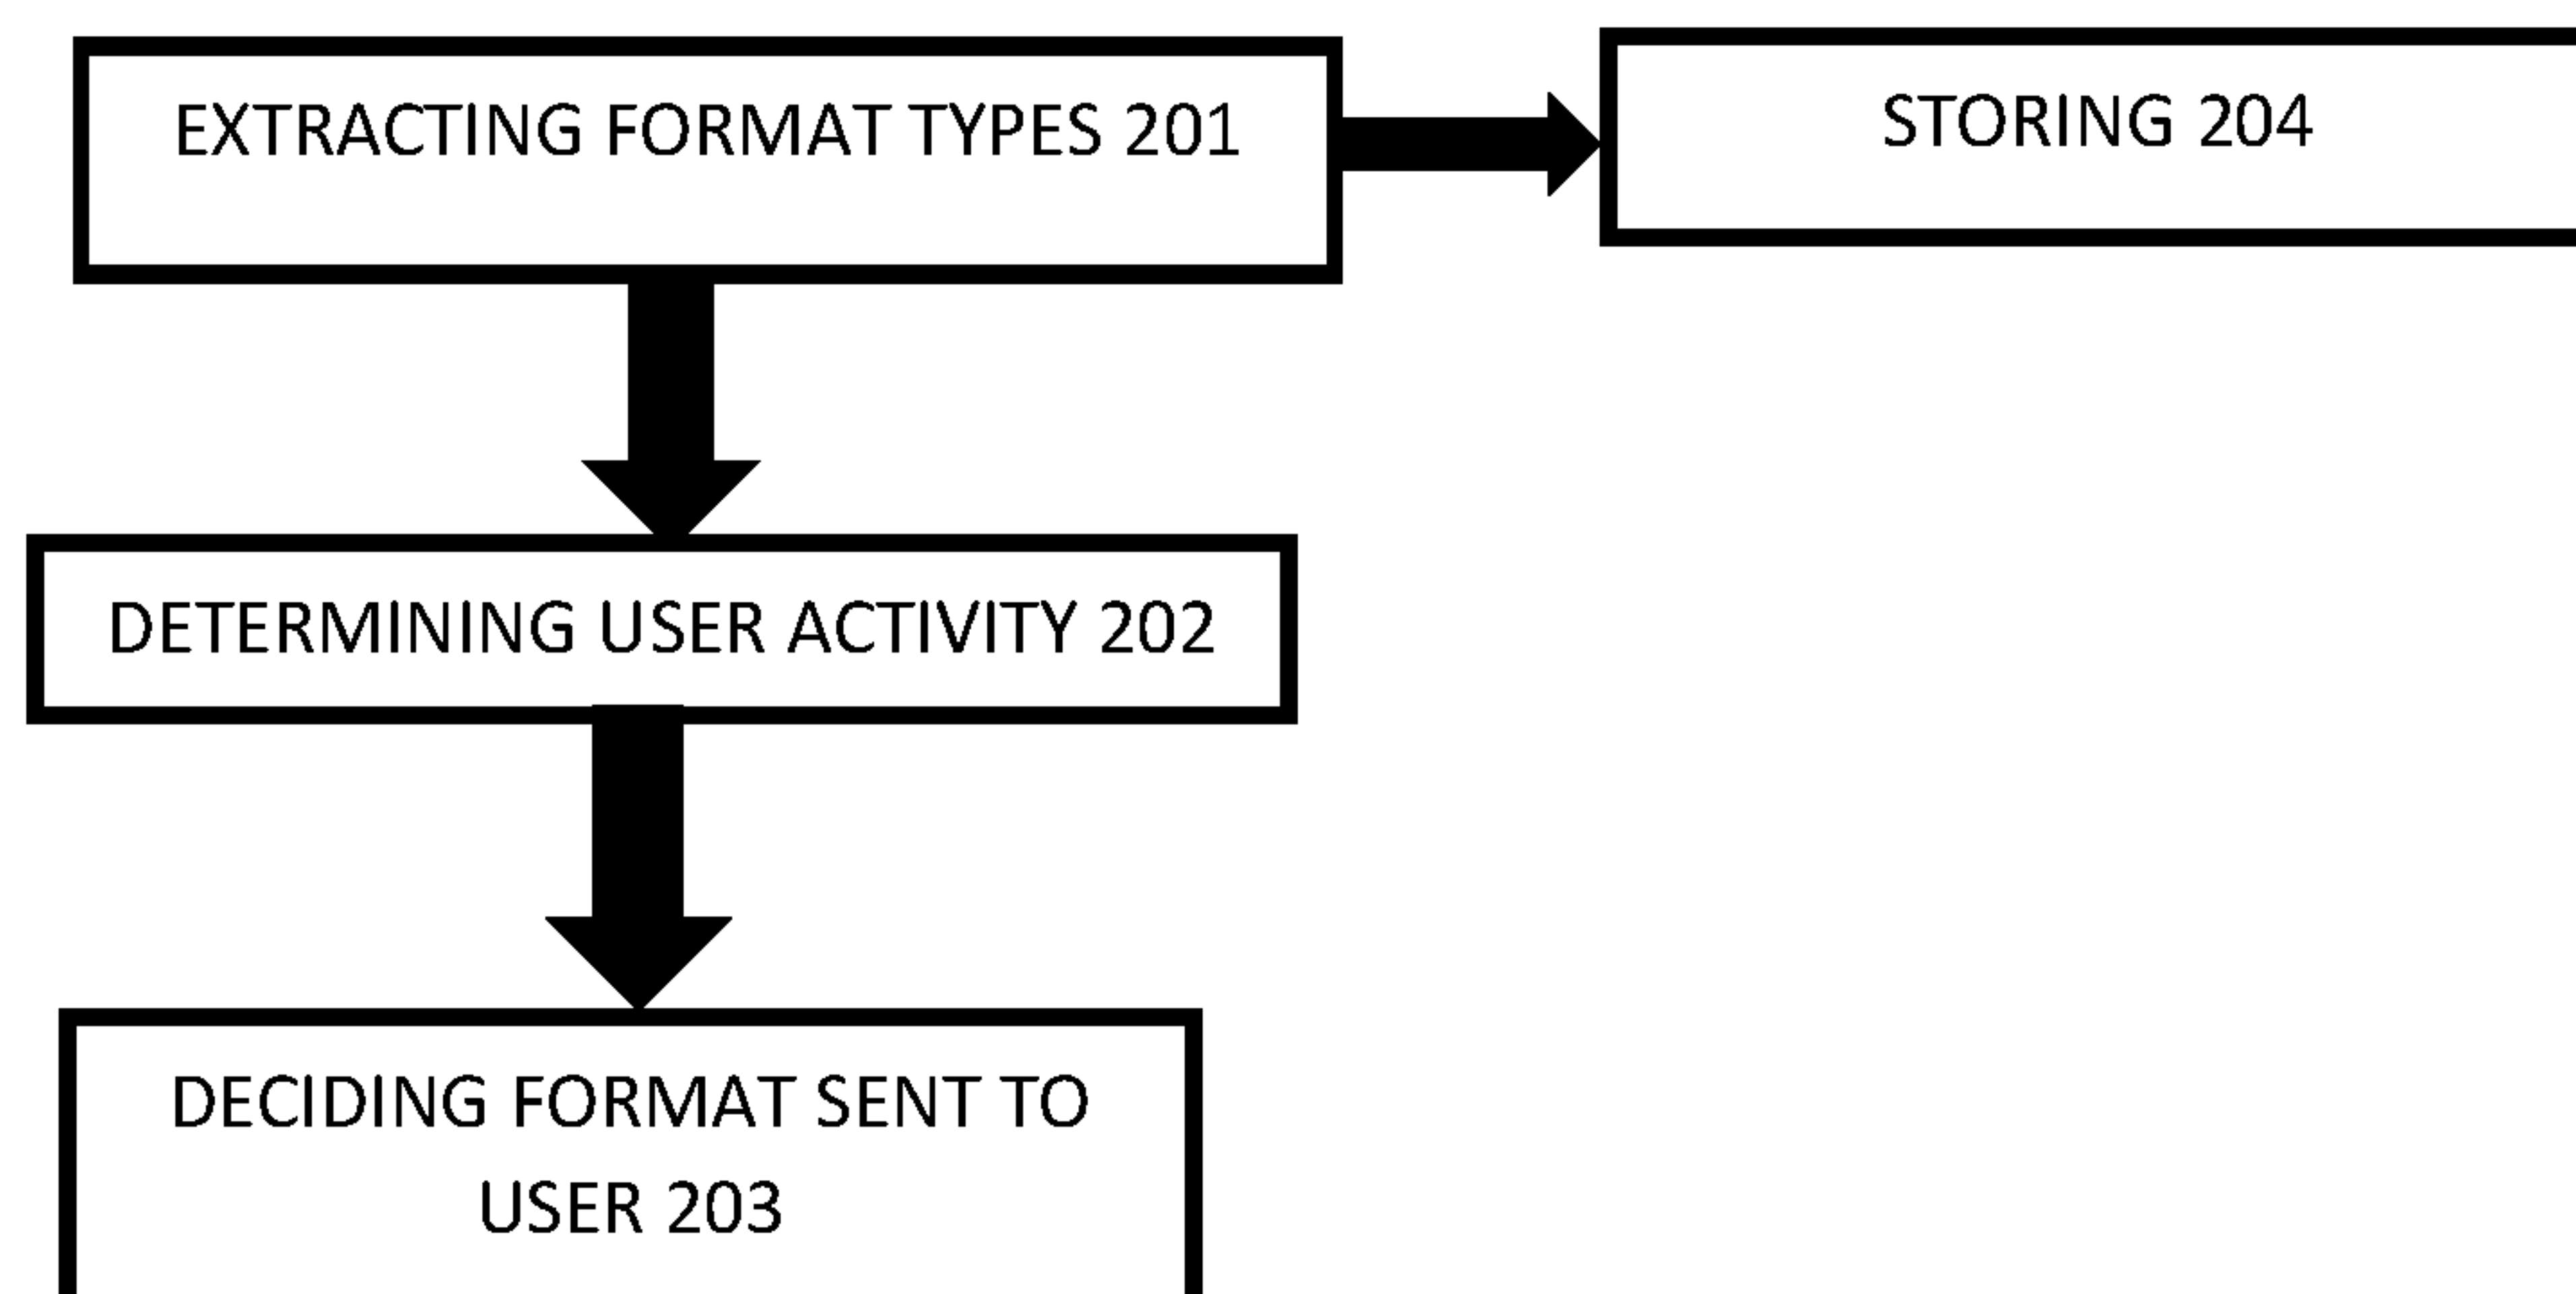 EXTRACTING FORMAT TYPES 201
STORING 204
DETERMINING USER ACTIVITY 202
DECIDING FORMAT SENT TO
USER 203